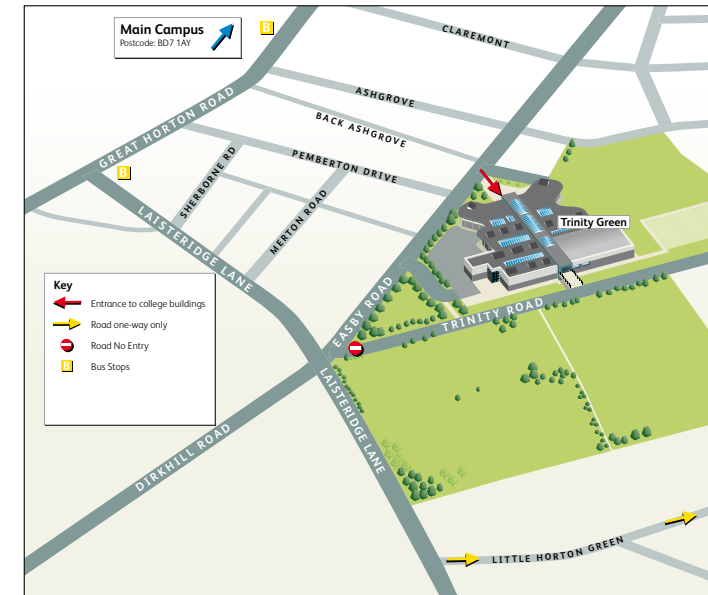 Main Campus
Postcode: BD7 1AY
B
CLAREMONT
ASHGROVE
BACK ASHGROVE
GREAT HORTON ROAD
PEMBERTON DRIVE
B
SHERBORNE RD
MERTON ROAD
LAISTERIDGE LANE
Trinity Green
Key
Entrance to college buildings
Road one-way only
Road No Entry
B Bus Stops
EASBY ROAD
TRINITY ROAD
LAISTERIDGE LANE
DIRKHILL ROAD
LITTLE HORTON GREEN